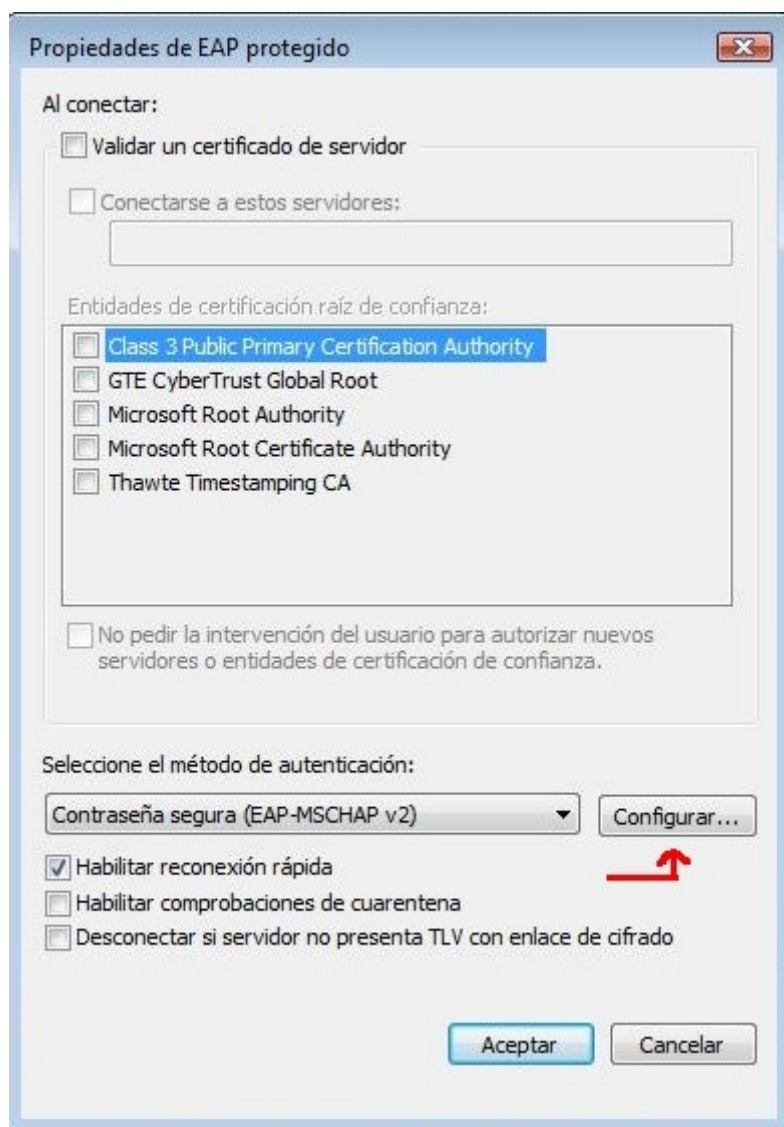 Propiedades de EAP protegido
Al conectar:
Validar un certificado de servidor
Conectarse a estos servidores:
Entidades de certificación raíz de confianza:
Class 3 Public Primary Certification Authority
GTE CyberTrust Global Root
Microsoft Root Authority
Microsoft Root Certificate Authority
Thawte Timestamping CA
No pedir la intervención del usuario para autorizar nuevos
servidores o entidades de certificación de confianza.
Seleccione el método de autenticación:
Contraseña segura (EAP-MSCHAP v2) Configurar...
Habilitar reconexión rápida
Habilitar comprobaciones de cuarentena
Desconectar si servidor no presenta TLV con enlace de cifrado
Aceptar Cancelar